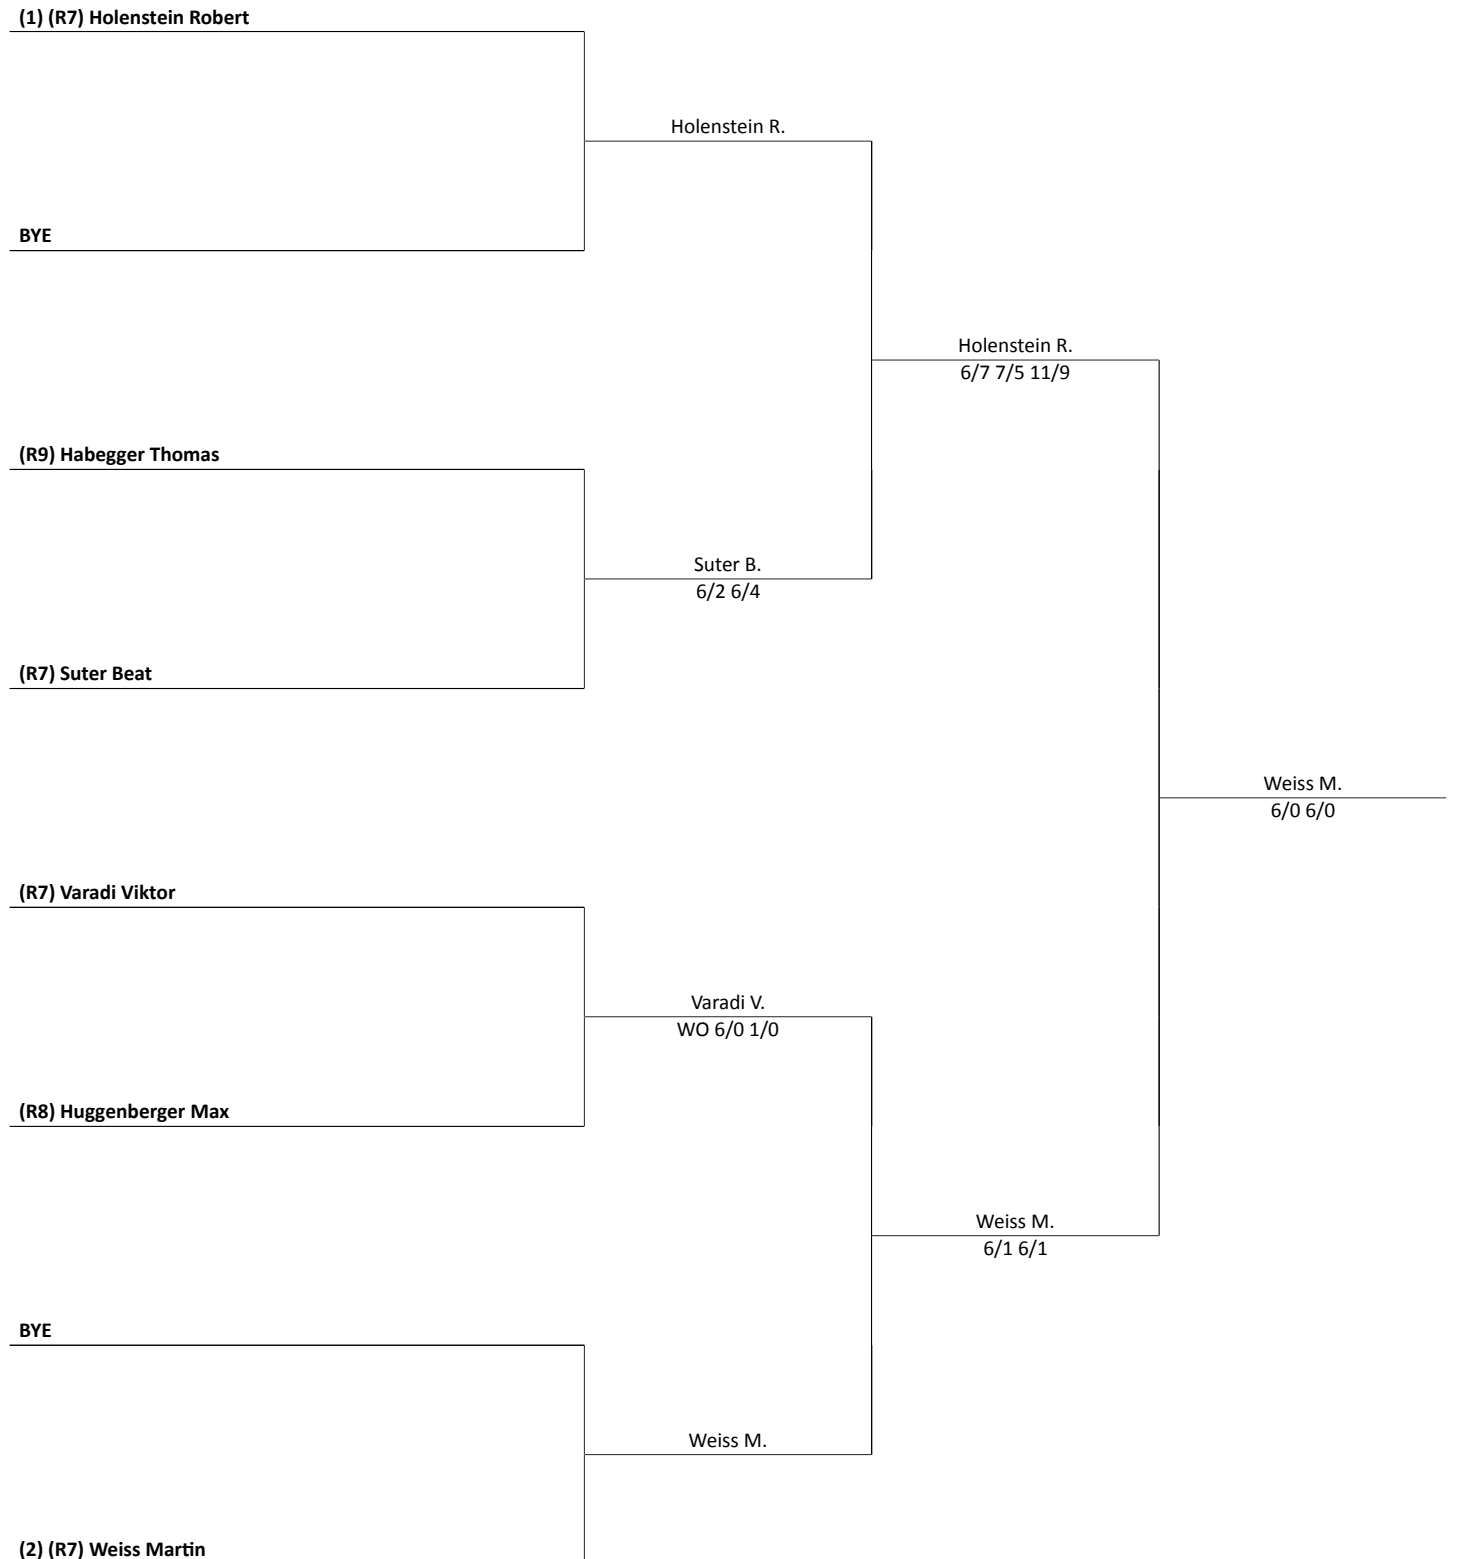 (1) (R7) Holenstein Robert
Holenstein R.
BYE
Holenstein R.
6/7 7/5 11/9
(R9) Habegger Thomas
Suter B.
6/2 6/4
(R7) Suter Beat
Weiss M.
6/0 6/0
(R7) Varadi Viktor
Varadi V.
WO 6/0 1/0
(R8) Huggenberger Max
Weiss M.
6/1 6/1
BYE
Weiss M.
(2) (R7) Weiss Martin